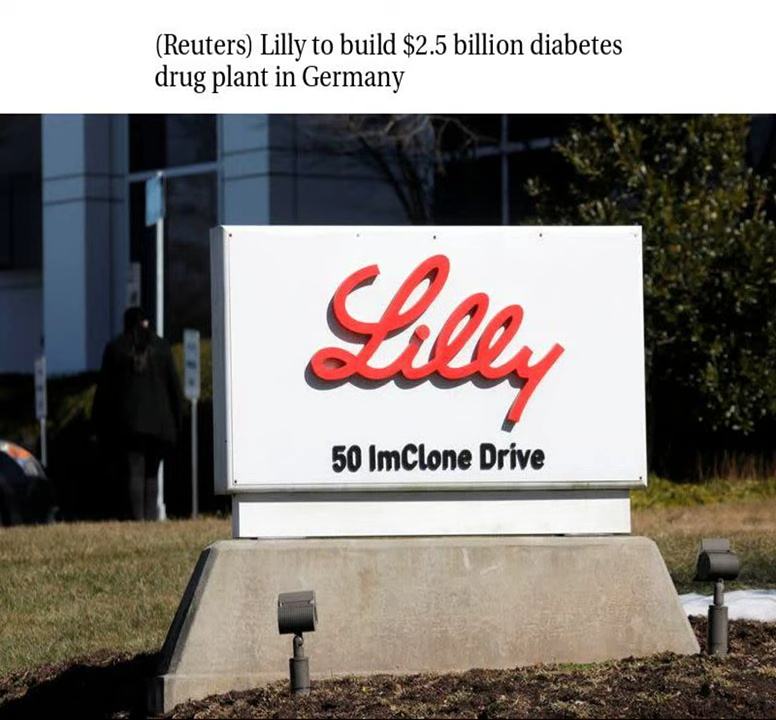 (Reuters) Lilly to build $2.5 billion diabetes
drug plant in Germany
Lilly
50 ImClone Drive